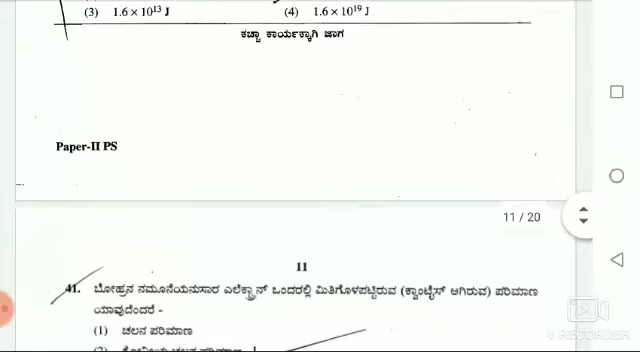 (3) 1.6 × 10¹³ J (4) 1.6 × 10¹⁹ J
ಕಚ್ಚಾ ಕಾರ್ಯಕ್ಕಾಗಿ ಜಾಗ
Paper-II PS
11 / 20
11
41. ಬೋಹ್ರನ ನಮೂನೆಯನುಸಾರ ಎಲೆಕ್ಟ್ರಾನ್ ಒಂದರಲ್ಲಿ ಮಿತಿಗೊಳಪಟ್ಟಿರುವ (ಕ್ವಾಂಟೈಸ್ ಆಗಿರುವ) ಪರಿಮಾಣ
ಯಾವುದೆಂದರೆ -
(1) ಚಲನ ಪರಿಮಾಣ
V RECORDER